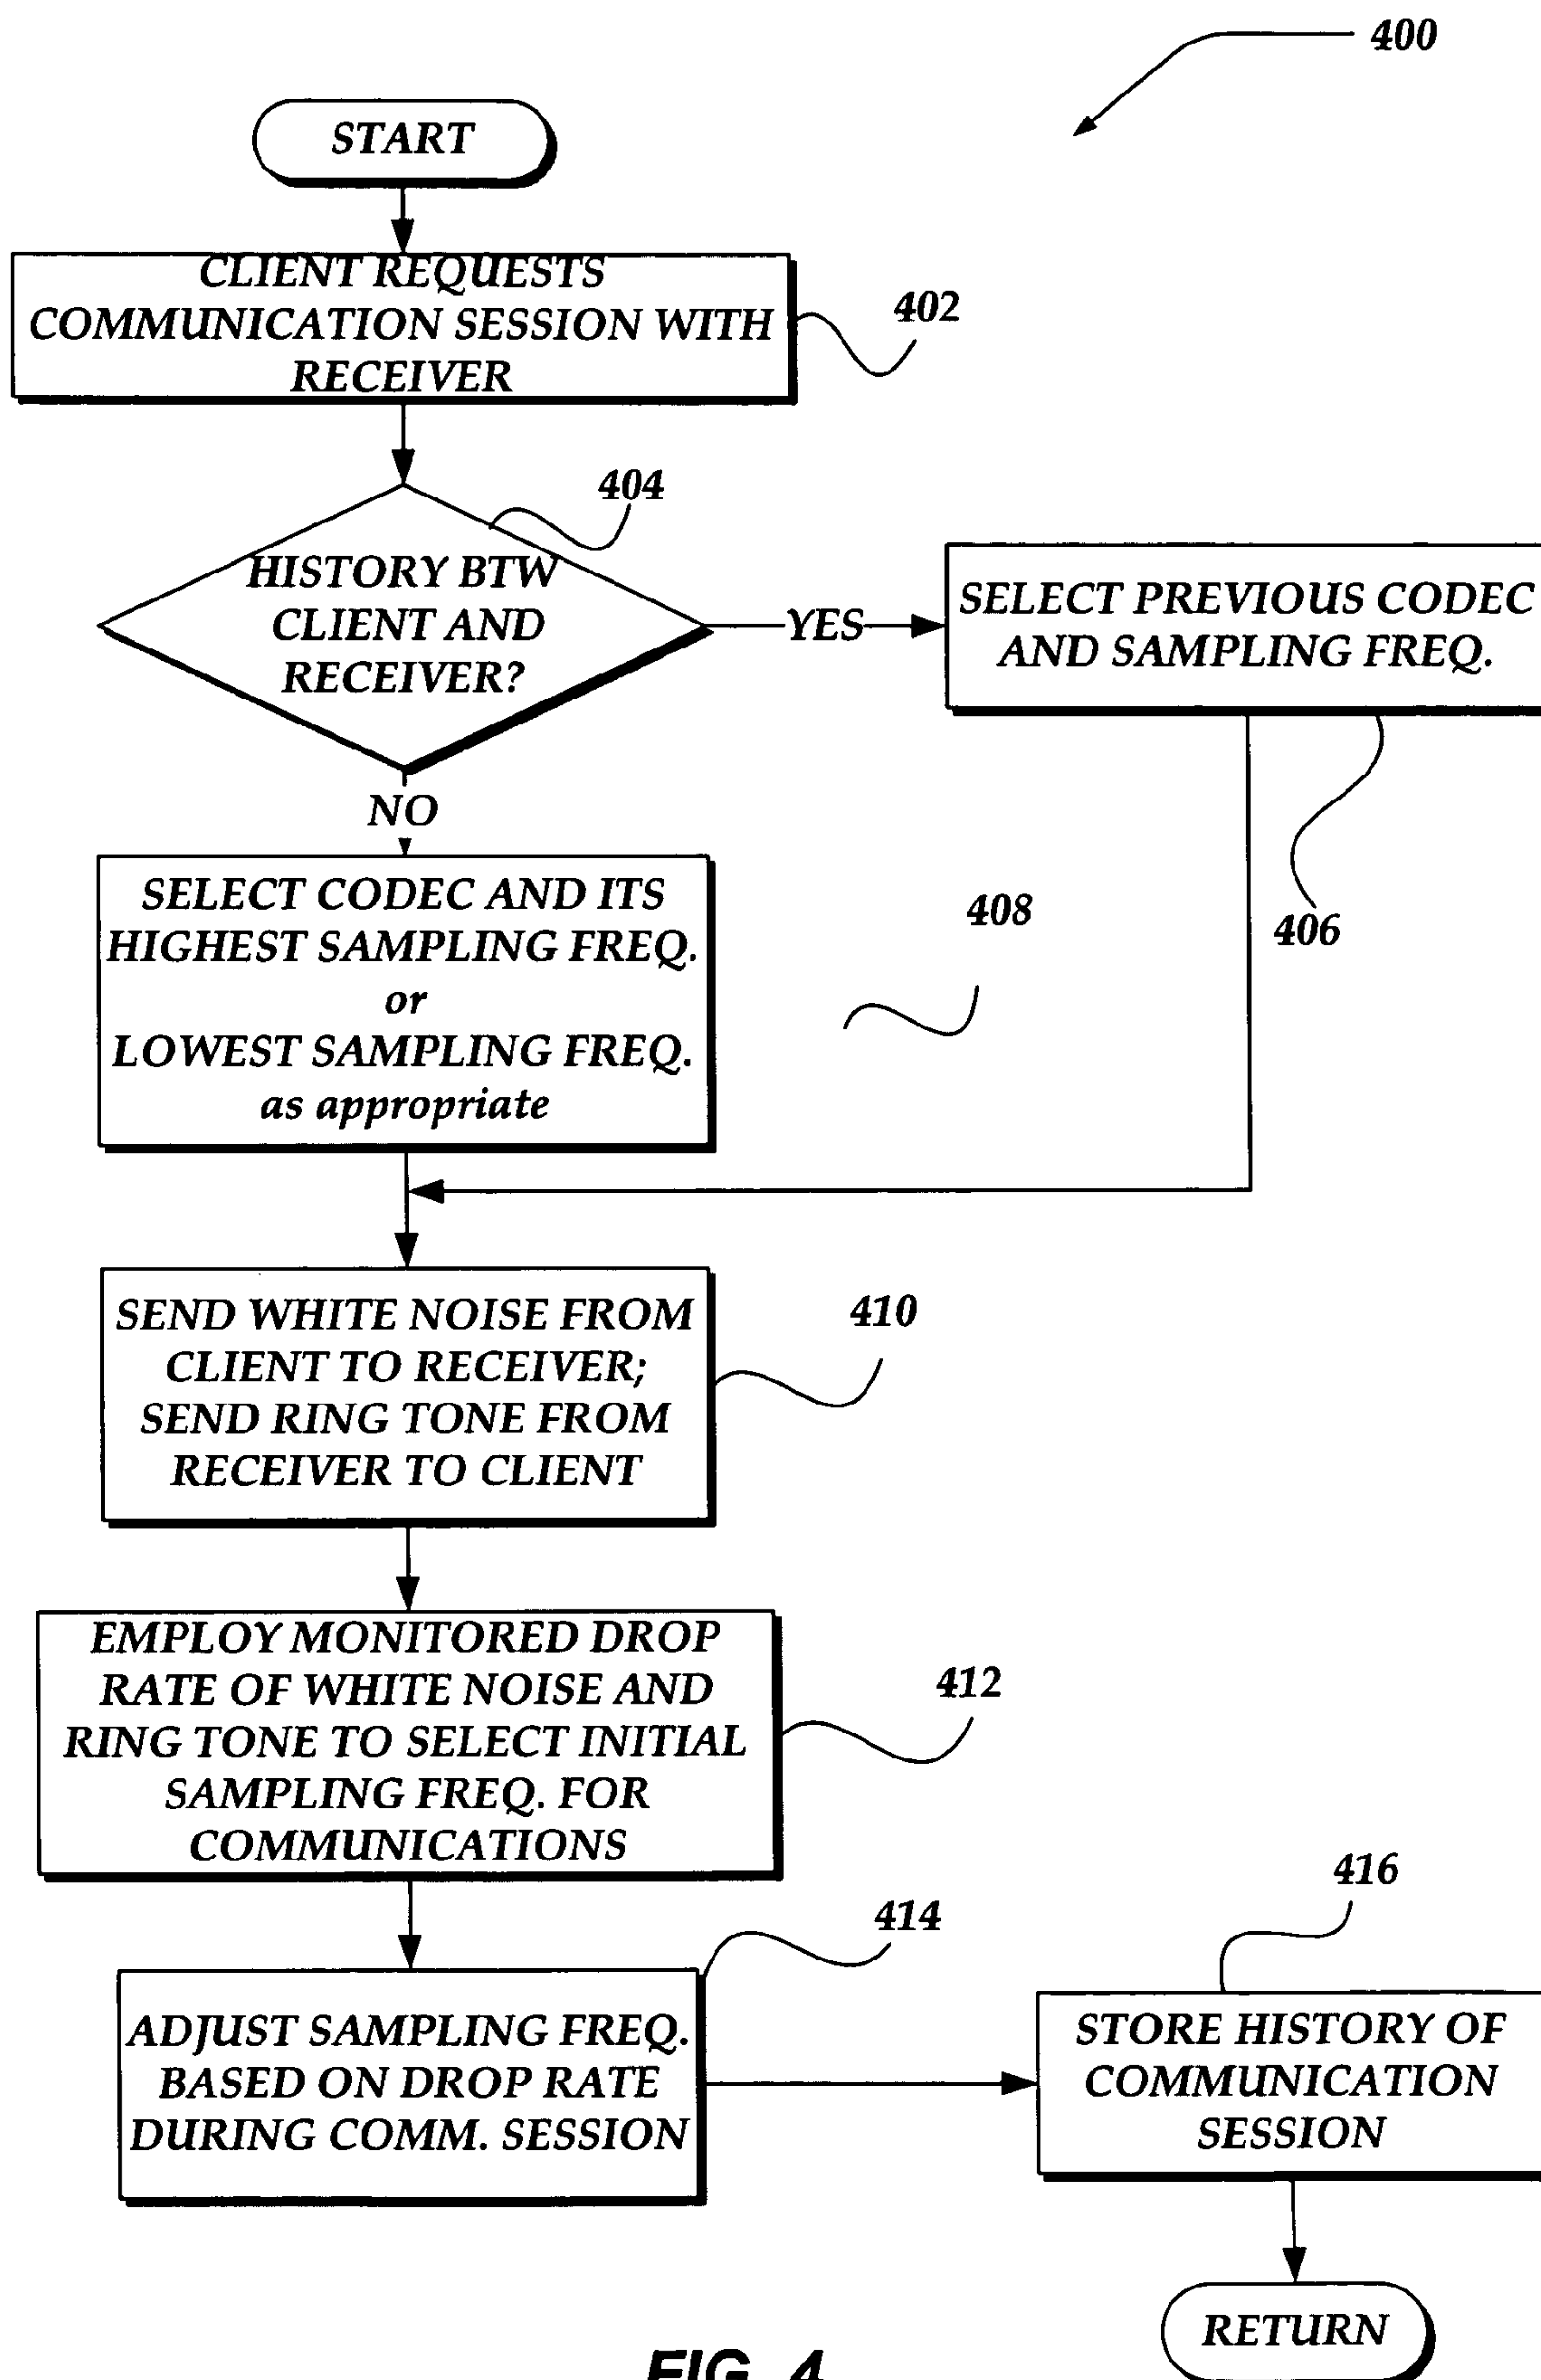 400
START
CLIENT REQUESTS
COMMUNICATION SESSION WITH
RECEIVER
402
404
HISTORY BTW
CLIENT AND
RECEIVER?
YES
SELECT PREVIOUS CODEC
AND SAMPLING FREQ.
406
NO
SELECT CODEC AND ITS
HIGHEST SAMPLING FREQ.
or
LOWEST SAMPLING FREQ.
as appropriate
408
SEND WHITE NOISE FROM
CLIENT TO RECEIVER;
SEND RING TONE FROM
RECEIVER TO CLIENT
410
EMPLOY MONITORED DROP
RATE OF WHITE NOISE AND
RING TONE TO SELECT INITIAL
SAMPLING FREQ. FOR
COMMUNICATIONS
412
414
ADJUST SAMPLING FREQ.
BASED ON DROP RATE
DURING COMM. SESSION
416
STORE HISTORY OF
COMMUNICATION
SESSION
RETURN
FIG. 4